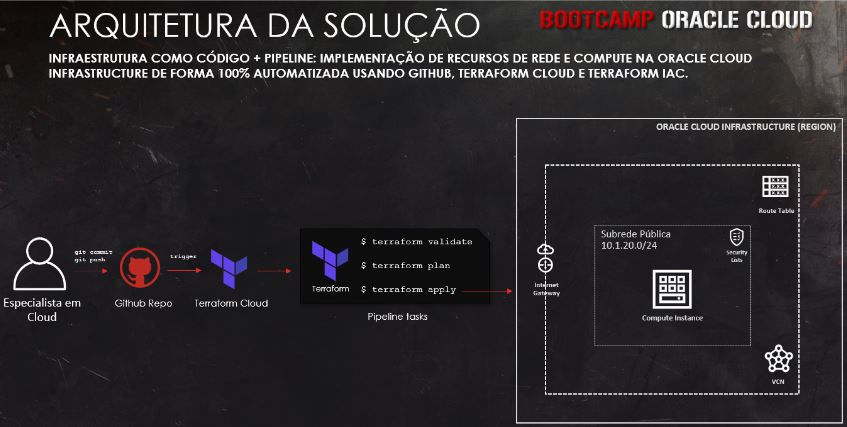 ARQUITETURA DA SOLUÇÃO
BOOTCAMP ORACLE CLOUD
INFRAESTRUTURA COMO CÓDIGO + PIPELINE: IMPLEMENTAÇÃO DE RECURSOS DE REDE E COMPUTE NA ORACLE CLOUD
INFRASTRUCTURE DE FORMA 100% AUTOMATIZADA USANDO GITHUB, TERRAFORM CLOUD E TERRAFORM IAC.
ORACLE CLOUD INFRASTRUCTURE (REGION)
git commit
git push
trigger
Especialista em
Cloud
Github Repo
Terraform Cloud
Terraform
$ terraform validate
$ terraform plan
$ terraform apply
Pipeline tasks
Internet
Gateway
Route Table
Subrede Pública
10.1.20.0/24
Security
Lists
Compute Instance
VCN